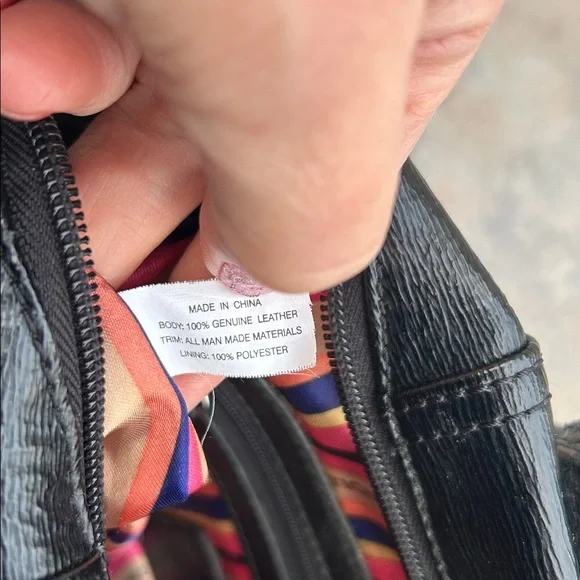 MADE IN CHINA
BODY: 100% GENUINE LEATHER
TRIM: ALL MAN MADE MATERIALS
LINING: 100% POLYESTER